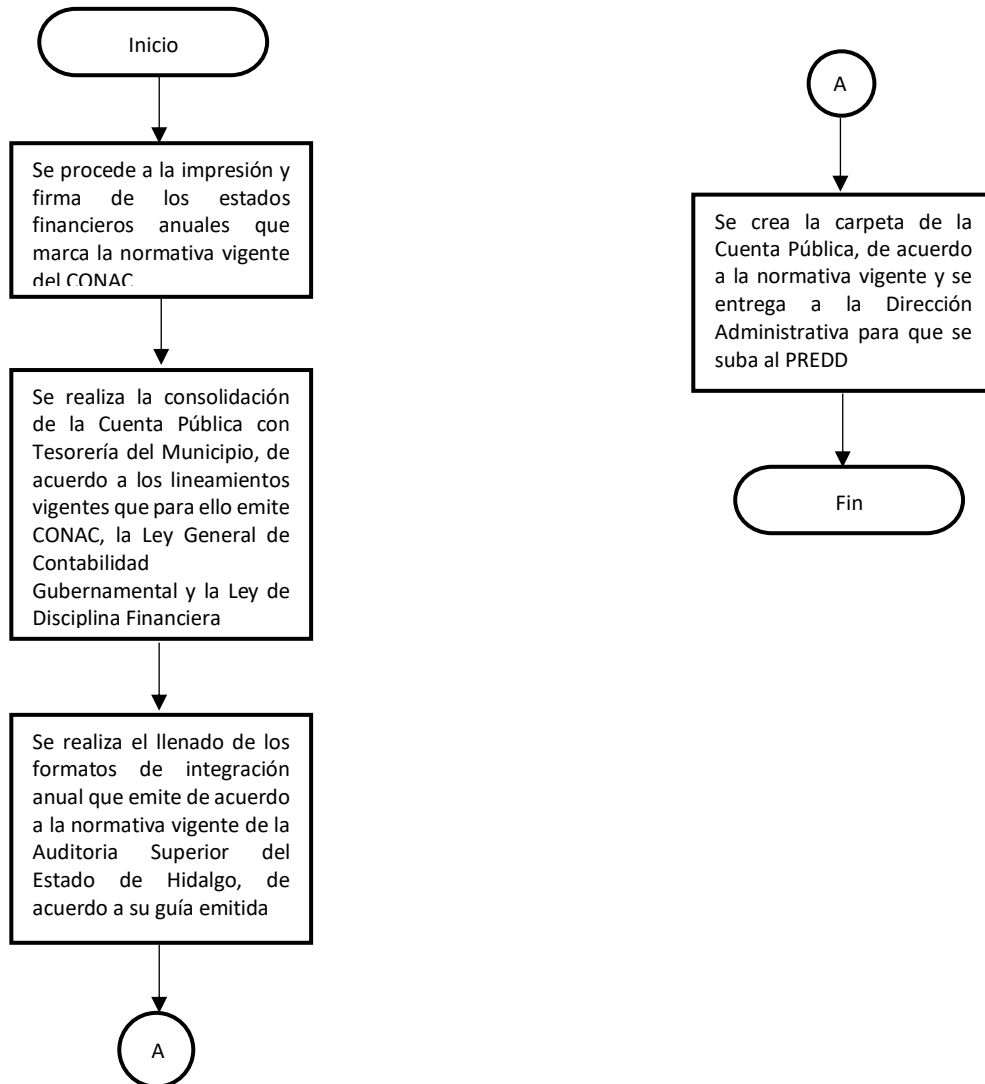 Inicio
Se procede a la impresión y
firma de los estados
financieros anuales que
marca la normativa vigente
del CONAC
Se realiza la consolidación
de la Cuenta Pública con
Tesorería del Municipio, de
acuerdo a los lineamientos
vigentes que para ello emite
CONAC, la Ley General de
Contabilidad
Gubernamental y la Ley de
Disciplina Financiera
Se realiza el llenado de los
formatos de integración
anual que emite de acuerdo
a la normativa vigente de la
Auditoria Superior del
Estado de Hidalgo, de
acuerdo a su guía emitida
A
A
Se crea la carpeta de la
Cuenta Pública, de acuerdo
a la normativa vigente y se
entrega a la Dirección
Administrativa para que se
suba al PREDD
Fin